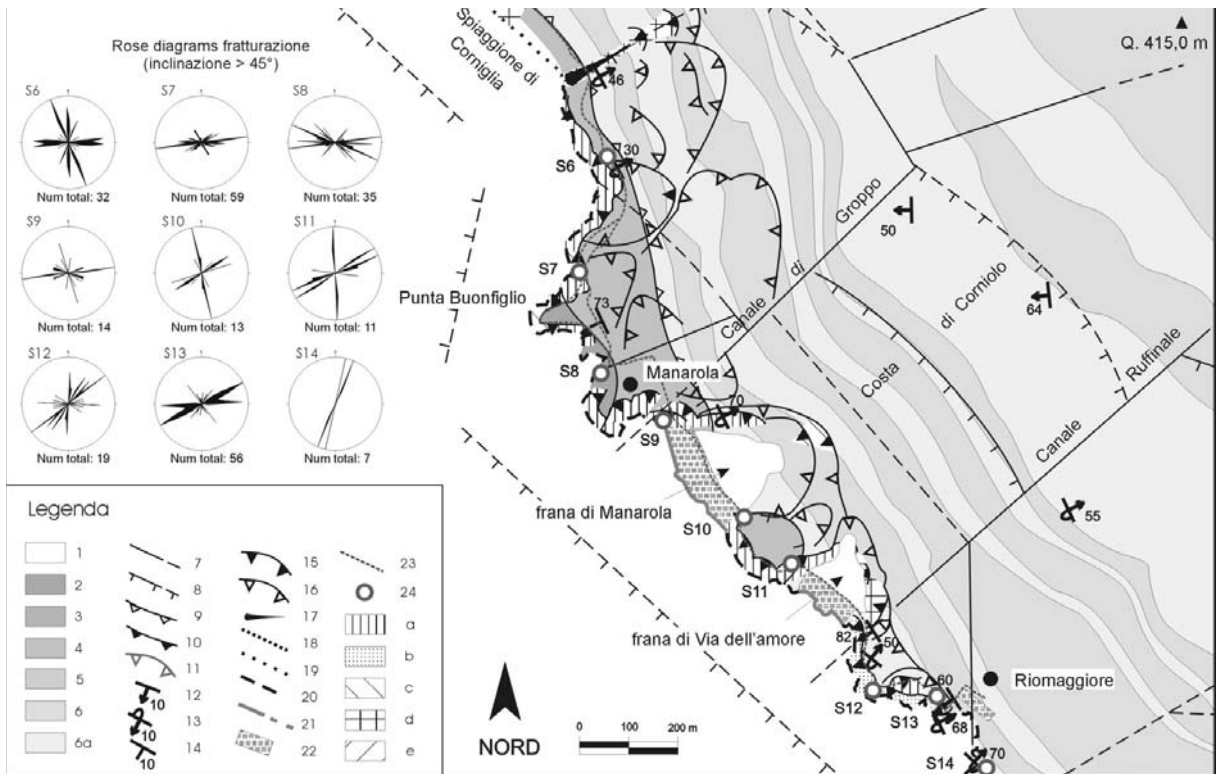 Rose diagrams fratturazione
(inclinazione > 45°)
S6
S7
S8
Num total: 32
Num total: 59
Num total: 35
S9
S10
S11
Num total: 14
Num total: 13
Num total: 11
S12
S13
S14
Num total: 19
Num total: 56
Num total: 7
Legenda
1
2
3
4
5
6
6a
7
8
9
10
11
10
12
10
13
10
14
15
16
17
18
19
20
21
22
23
24
a
b
c
d
e
Spiaggione di
Corniglia
Q. 415,0 m
46
S6
30
S7
Punta Buonfiglio
73
S8
Manarola
Canale di Groppo
50
Costa di Corniolo
64
Canale Ruffinale
S9
70
frana di Manarola
S10
55
S11
frana di Via dell'amore
82
50
S12
S13
60
68
Riomaggiore
S14
70
NORD
0
100
200 m